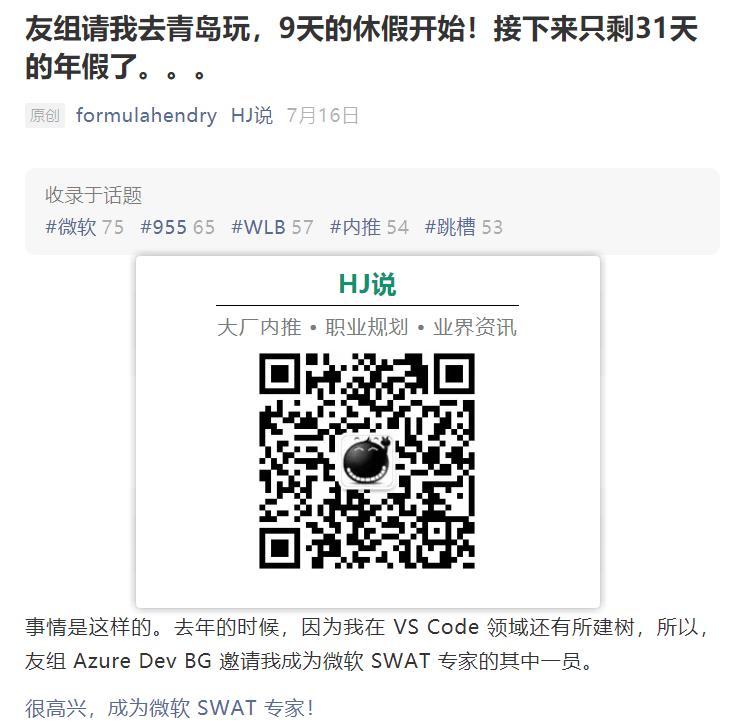 友组请我去青岛玩，9天的休假开始！接下来只剩31天
的年假了。。。
原创 formulahendry HJ说 7月16日
收录于话题
#微软 75 #955 65 #WLB 57 #内推 54 #跳槽 53
HJ说
大厂内推 • 职业规划 • 业界资讯
事情是这样的。去年的时候，因为我在 VS Code 领域还有所建树，所以，
友组 Azure Dev BG 邀请我成为微软 SWAT 专家的其中一员。
很高兴，成为微软 SWAT 专家！